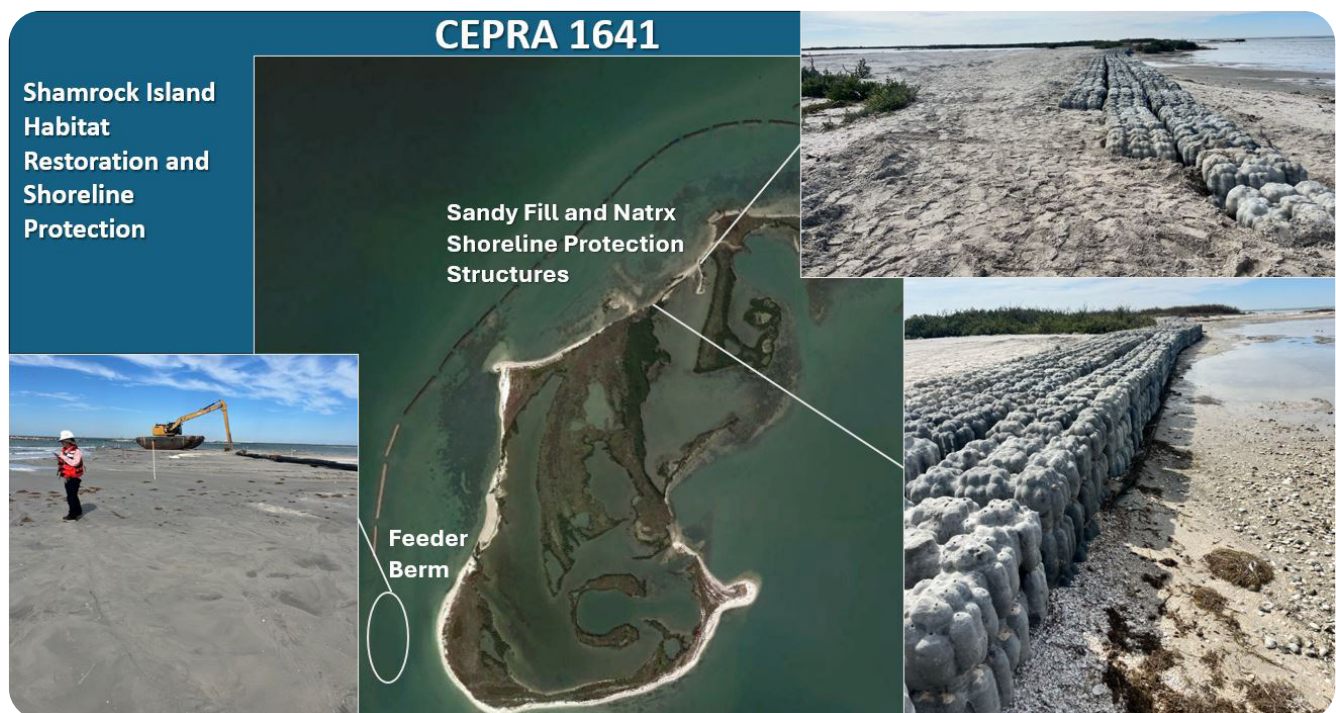 CEPRA 1641
Shamrock Island
Habitat
Restoration and
Shoreline
Protection
Sandy Fill and Natrx
Shoreline Protection
Structures
Feeder
Berm